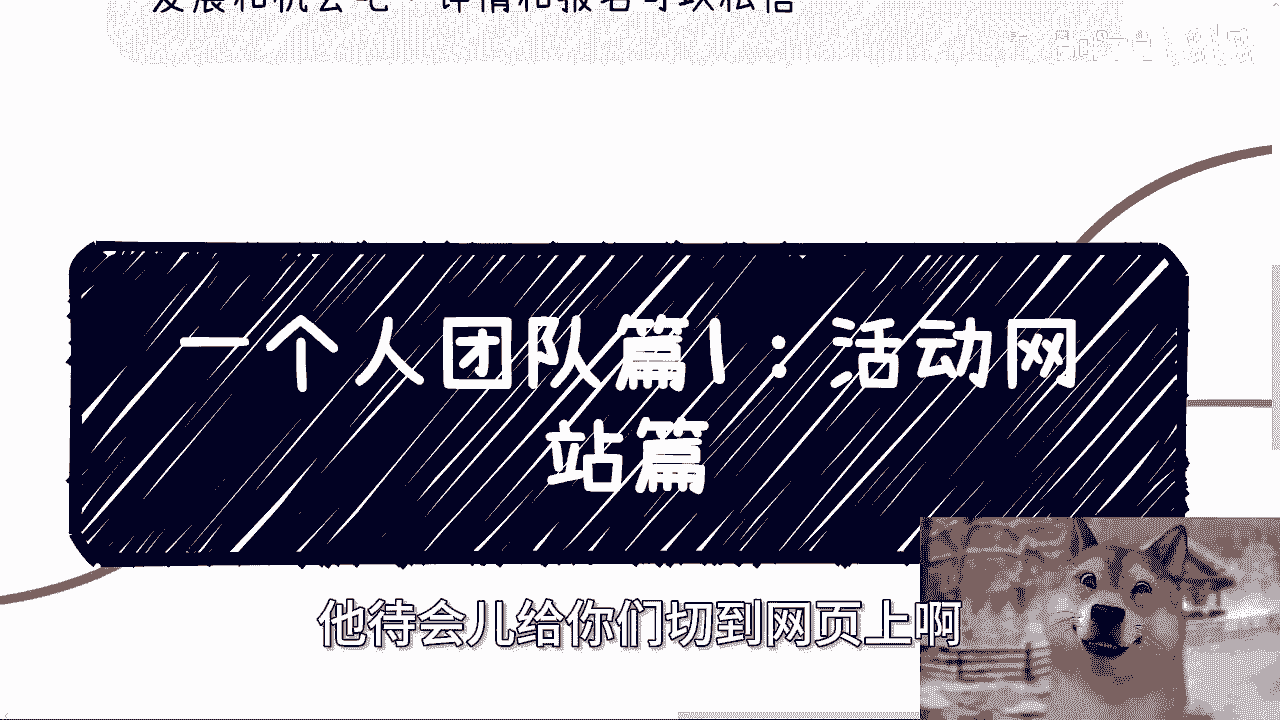 发展和机会吧 详情和报名可以私信
一个人团队篇1：活动网
站篇
他待会儿给你们切到网页上啊